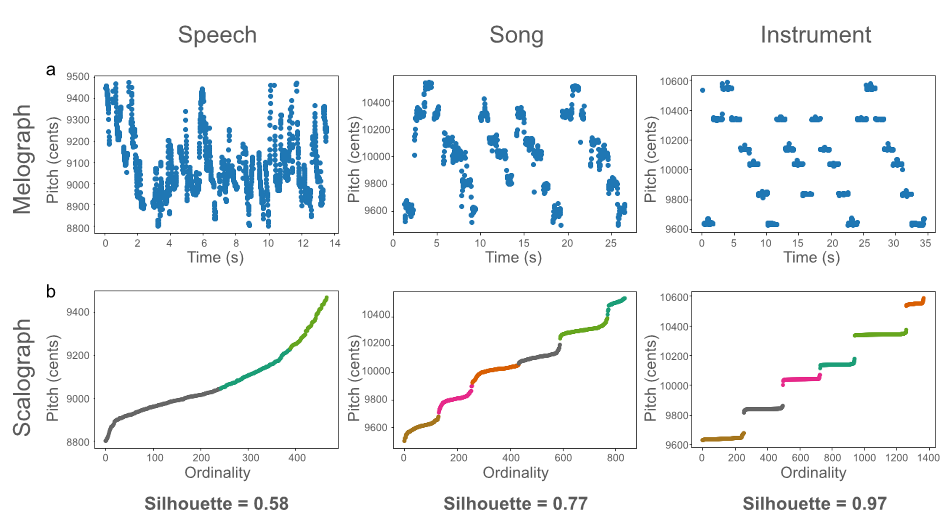 Speech Song Instrument
a
Melograph
Pitch (cents)
9500
9400
9300
9200
9100
9000
8900
8800
0 2 4 6 8 10 12 14
Time (s)
Pitch (cents)
10400
10200
10000
9800
9600
0 5 10 15 20 25
Time (s)
Pitch (cents)
10600
10400
10200
10000
9800
9600
0 5 10 15 20 25 30 35
Time (s)
b
Scalograph
Pitch (cents)
9400
9200
9000
8800
0 100 200 300 400
Ordinality
Pitch (cents)
10400
10200
10000
9800
9600
0 200 400 600 800
Ordinality
Pitch (cents)
10600
10400
10200
10000
9800
9600
0 200 400 600 800 1000 1200 1400
Ordinality
Silhouette = 0.58 Silhouette = 0.77 Silhouette = 0.97